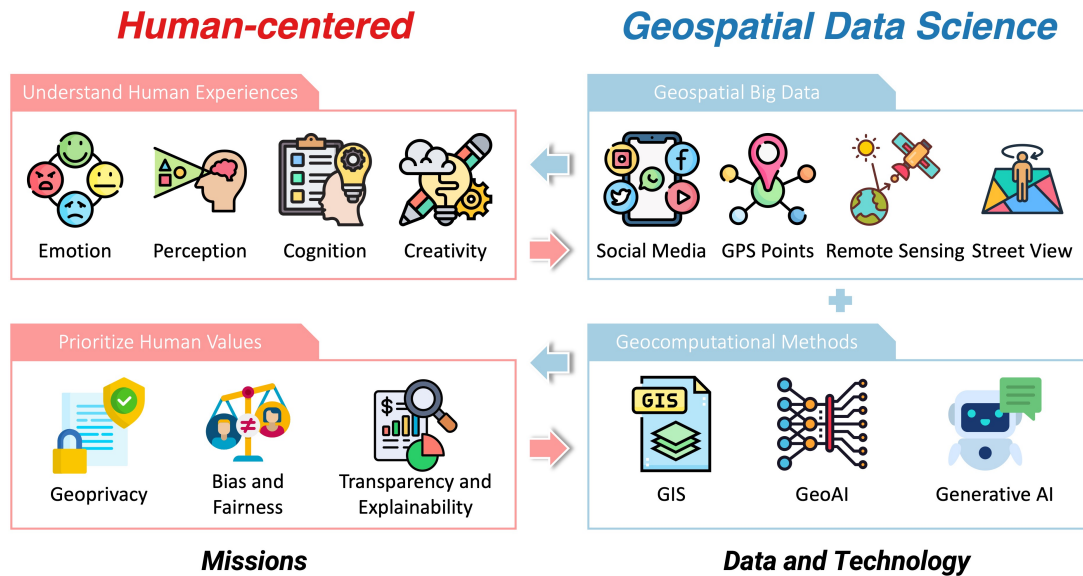 Human-centered
Geospatial Data Science
Understand Human Experiences
Emotion
Perception
Cognition
Creativity
Geospatial Big Data
Social Media
GPS Points
Remote Sensing
Street View
Prioritize Human Values
Geoprivacy
Bias and
Fairness
$
Transparency and
Explainability
Geocomputational Methods
GIS
GIS
GeoAI
Generative AI
Missions
Data and Technology